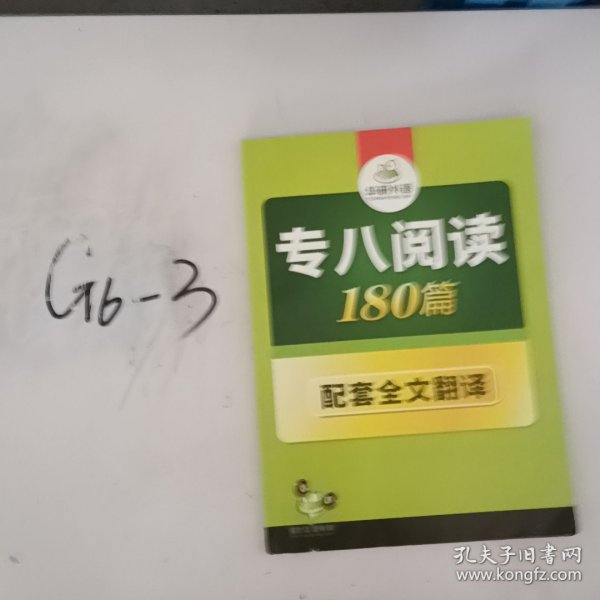 G6-3
华研外语
专八阅读
180篇
配套全文翻译
孔夫子旧书网
www.kongfz.com